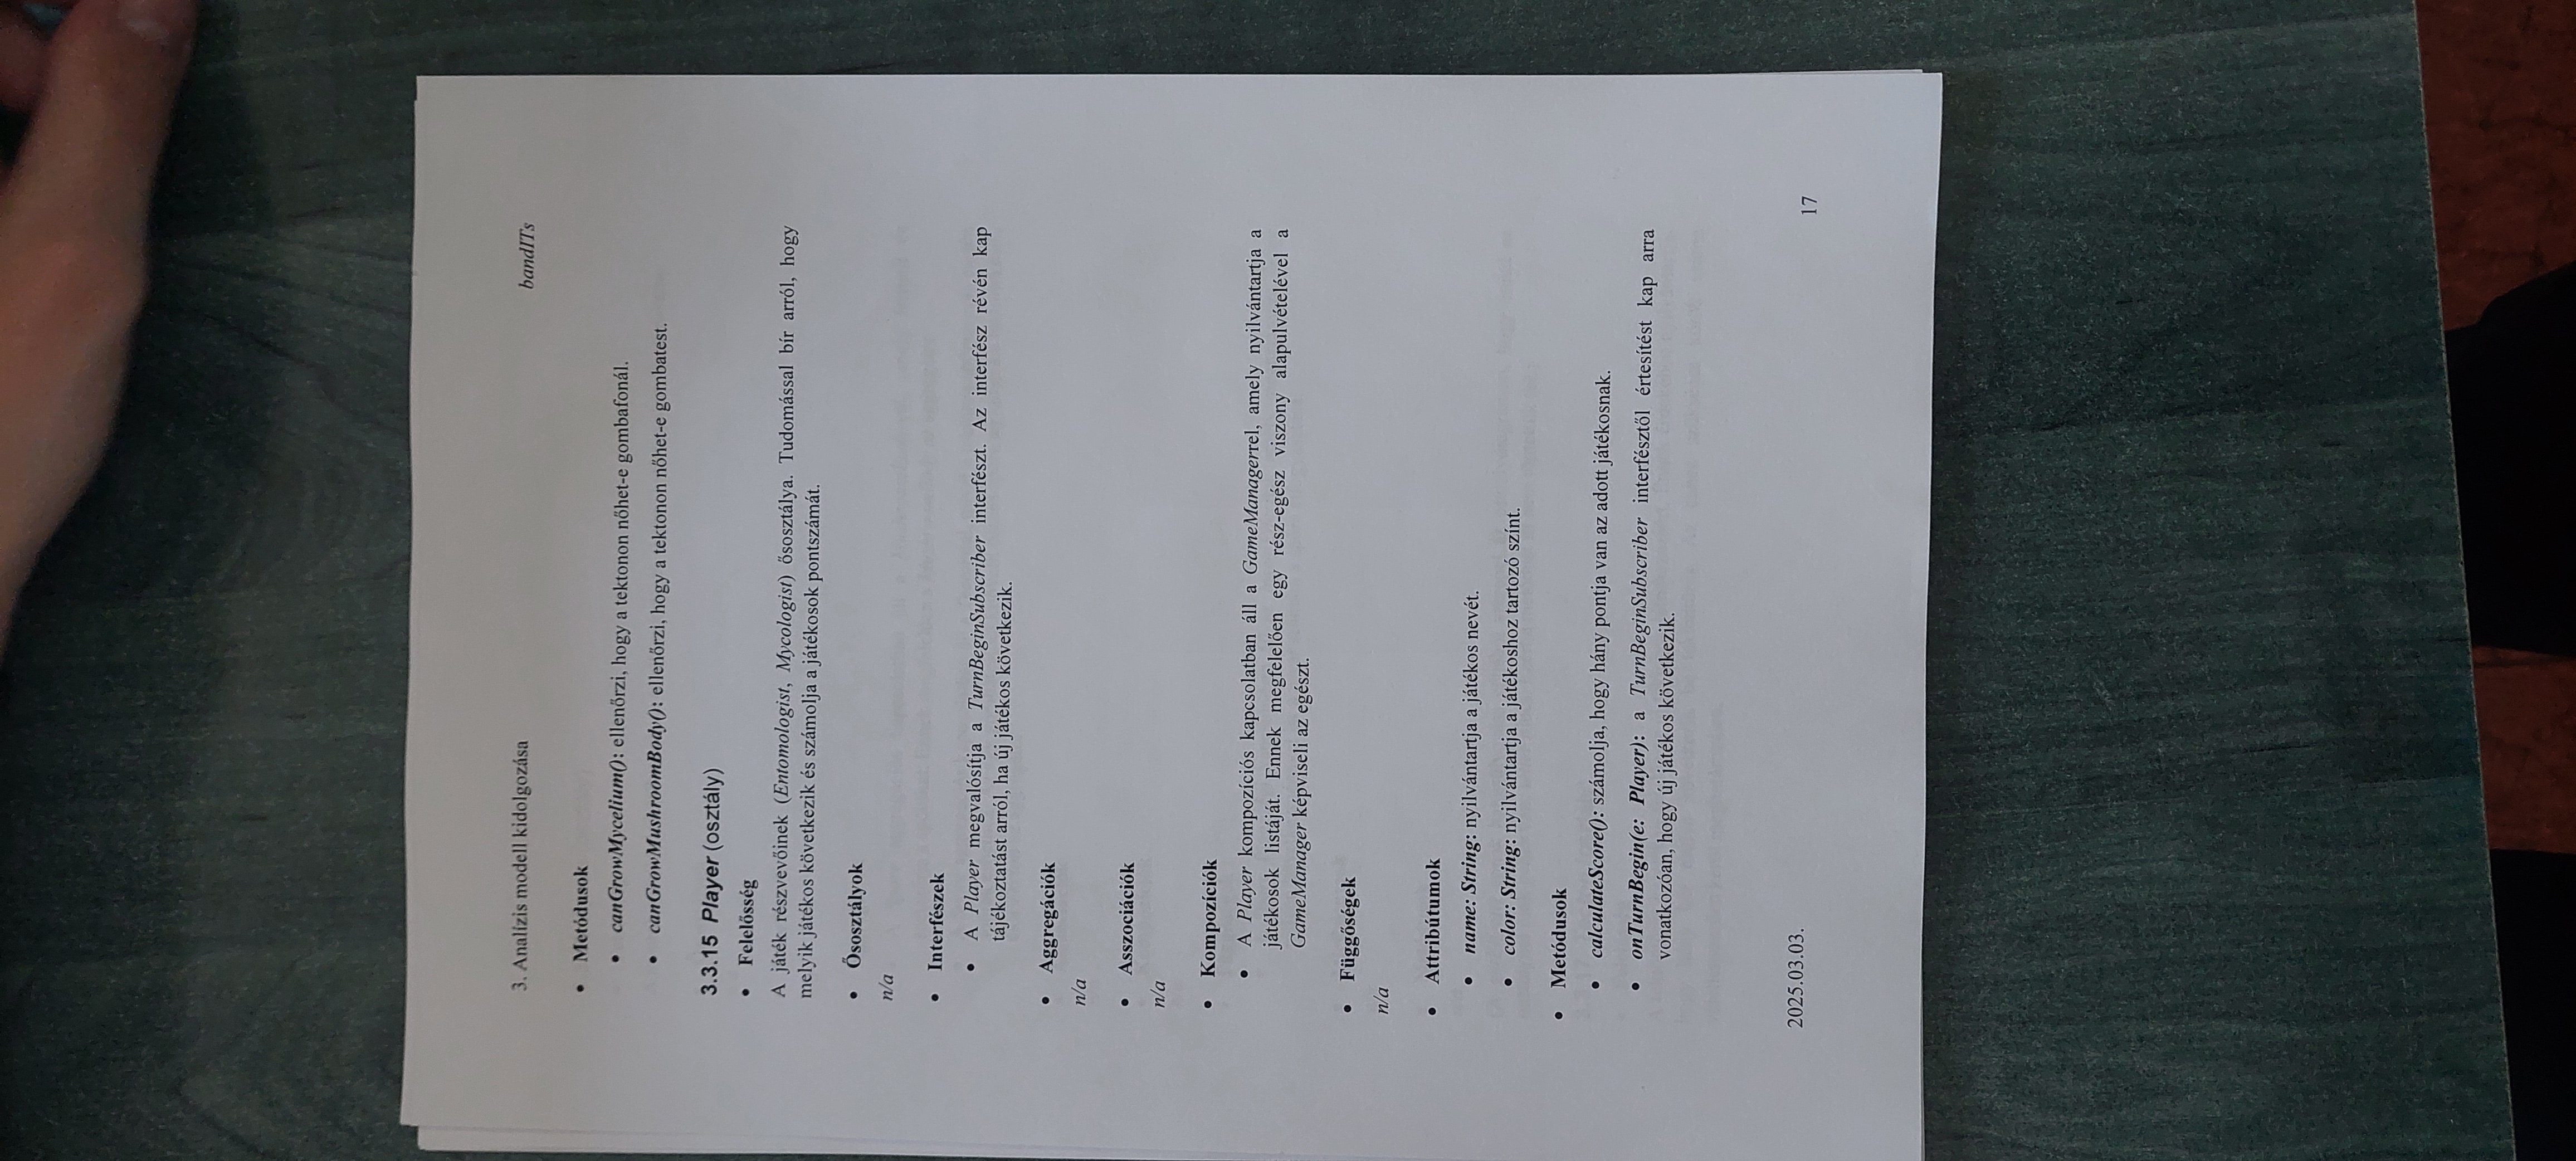 3. Analízis modell kidolgozása
bandITs
• Metódusok
• canGrowMycelium(): ellenőrzi, hogy a tektonon nőhet-e gombafonál.
• canGrowMushroomBody(): ellenőrzi, hogy a tektonon nőhet-e gombatest.
3.3.15 Player (osztály)
• Felelősség
A játék részvevőinek (Entomologist, Mycologist) ősosztálya. Tudomással bír arról, hogy
melyik játékos következik és számolja a játékosok pontszámát.
• Ősosztályok
n/a
• Interfészek
• A Player megvalósítja a TurnBeginSubscriber interfészt. Az interfész révén kap
tájékoztatást arról, ha új játékos következik.
• Aggregációk
n/a
• Asszociációk
n/a
• Kompozíciók
• A Player kompozíciós kapcsolatban áll a GameManagerrel, amely nyilvántartja a
játékosok listáját. Ennek megfelelően egy rész-egész viszony alapulvételével a
GameManager képviseli az egészt.
• Függőségek
n/a
• Attribútumok
• name: String: nyilvántartja a játékos nevét.
• color: String: nyilvántartja a játékoshoz tartozó színt.
• Metódusok
• calculateScore(): számolja, hogy hány pontja van az adott játékosnak.
• onTurnBegin(e: Player): a TurnBeginSubscriber interfésztől értesítést kap arra
vonatkozóan, hogy új játékos következik.
2025.03.03.
17